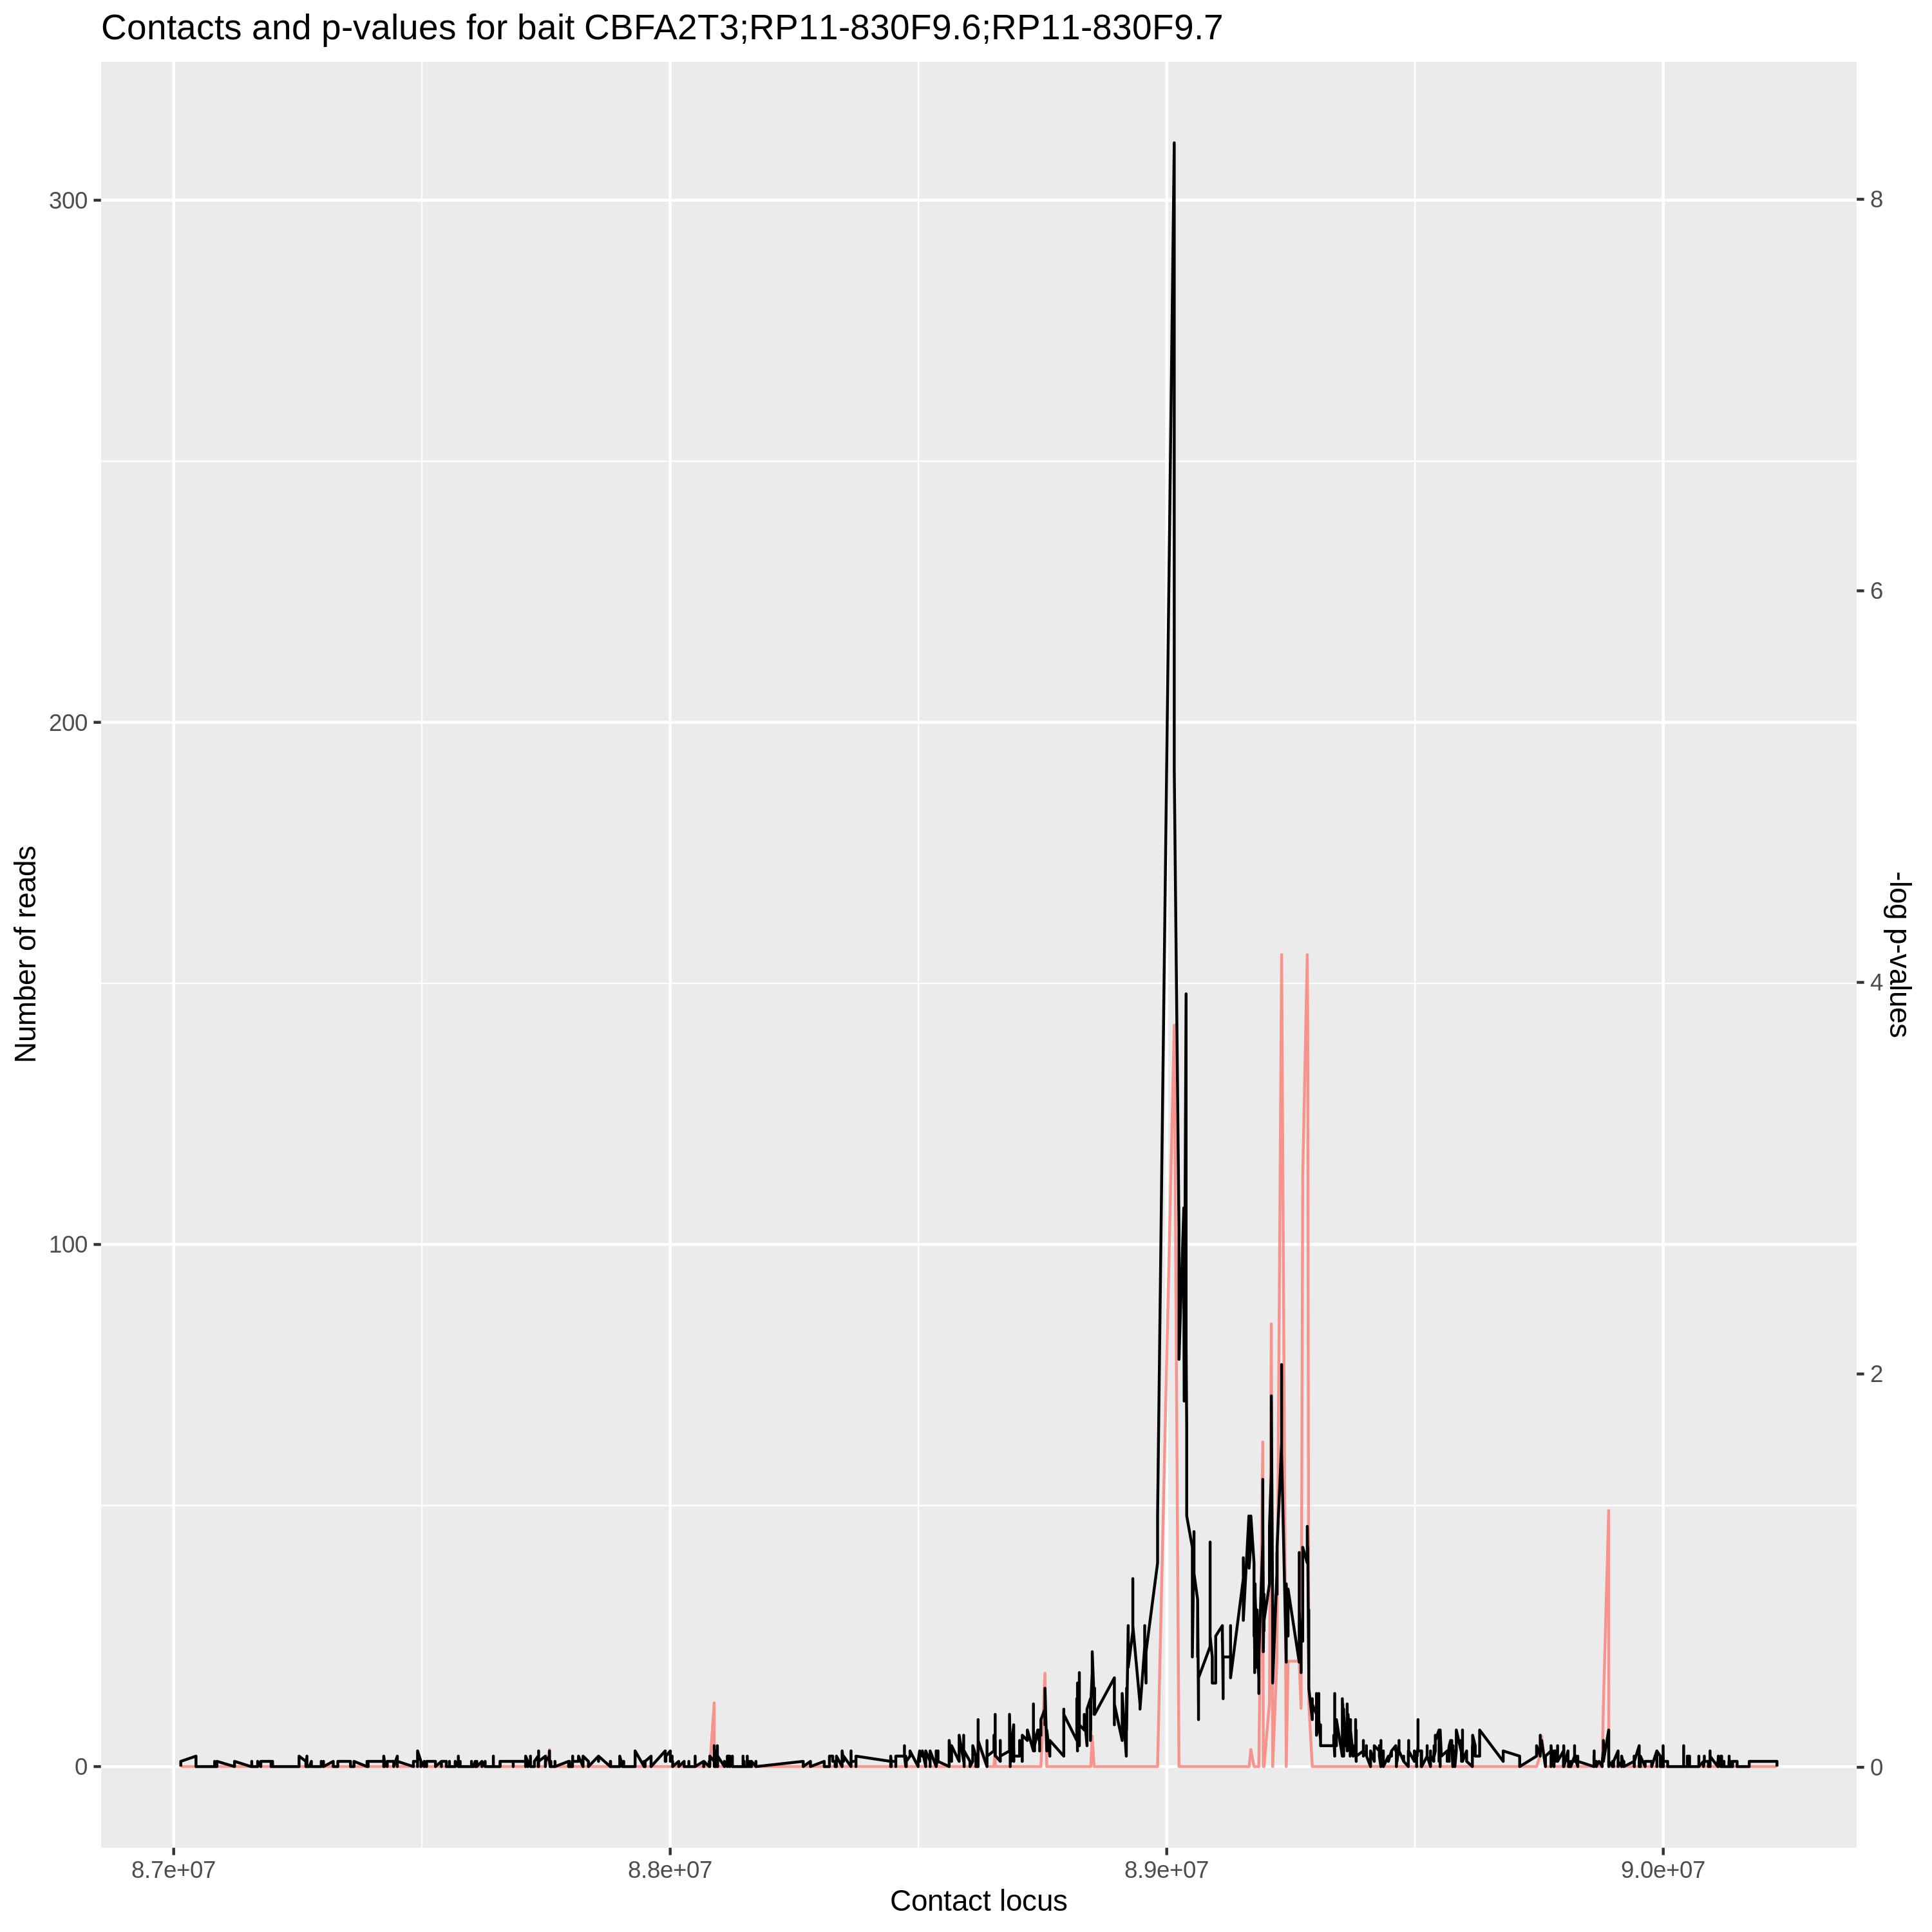 Contacts and p-values for bait CBFA2T3;RP11-830F9.6;RP11-830F9.7
300
200
100
0
Number of reads
8
6
4
2
0
-log p-values
8.7e+07
8.8e+07
8.9e+07
9.0e+07
Contact locus